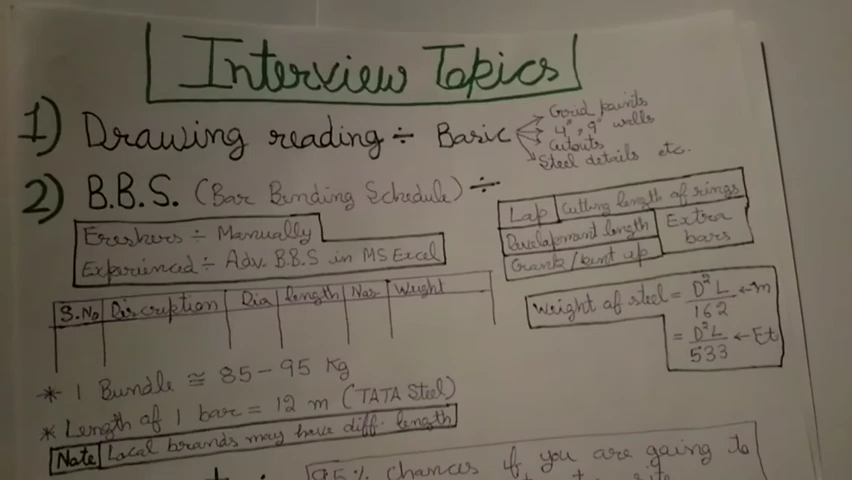 Interview Topics
1) Drawing reading ÷ Basic
Grid points
4", 9" walls
Cutouts
Steel details etc.
2) B.B.S. (Bar Bending Schedule) ÷
Freshers ÷ Manually
Experienced ÷ Adv. B.B.S in MS Excel
Lap Cutting length of rings
Development length Extra bars
Crank/bent up
S.No Discription Dia length Nos Weight
Weight of steel = D²L/162 ← m
= D²L/533 ← Ft
* 1 Bundle ≅ 85-95 Kg
* Length of 1 bar = 12 m (TATA Steel)
Note Local brands may have diff. length
95% chances if you are going to